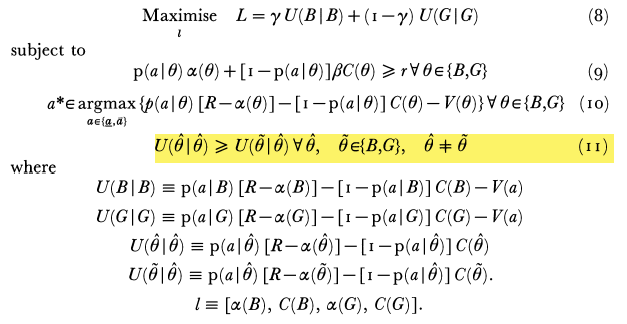 Maximise L = γ U(B|B) + (1−γ) U(G|G) (8)
l
subject to
p(a|θ) α(θ) + [1−p(a|θ)]βC(θ) ⩾ r ∀ θ∈{B,G} (9)
a*∈argmax {p(a|θ) [R−α(θ)]−[1−p(a|θ)] C(θ)−V(θ)} ∀ θ∈{B,G} (10)
a∈{a̲,ā}
U(θ̂|θ̂) ⩾ U(θ̃|θ̂) ∀ θ̂, θ̃∈{B,G}, θ̂ ≠ θ̃ (11)
where
U(B|B) ≡ p(a|B) [R−α(B)]−[1−p(a|B)] C(B)−V(a)
U(G|G) ≡ p(a|G) [R−α(G)]−[1−p(a|G)] C(G)−V(a)
U(θ̂|θ̂) ≡ p(a|θ̂) [R−α(θ̂)]−[1−p(a|θ̂)] C(θ̂)
U(θ̃|θ̂) ≡ p(a|θ̂) [R−α(θ̃)]−[1−p(a|θ̂)] C(θ̃).
l ≡ [α(B), C(B), α(G), C(G)].